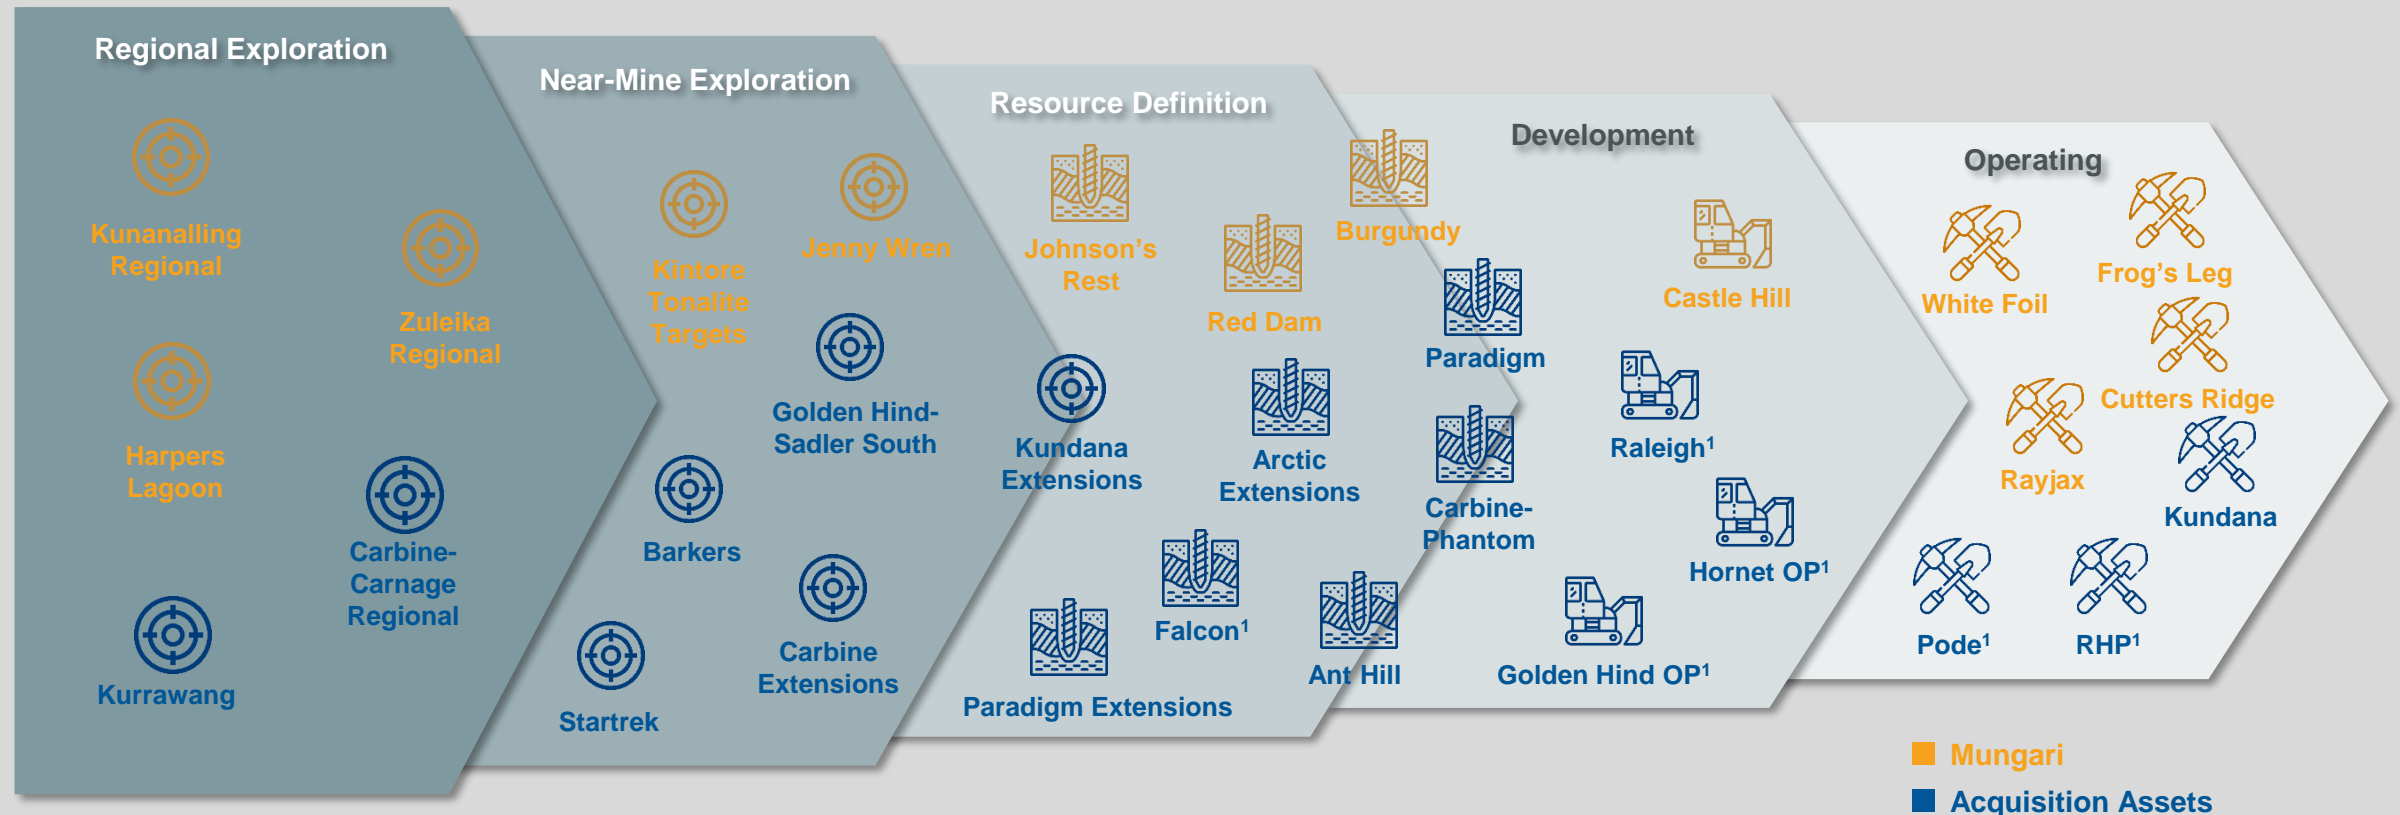 Regional Exploration
Kunanalling
Regional
Zuleika
Regional
Harpers
Lagoon
Carbine-
Carnage
Regional
Kurrawang
Near-Mine Exploration
Kintore
Tonalite
Targets
Jenny Wren
Golden Hind-
Sadler South
Barkers
Carbine
Extensions
Startrek
Resource Definition
Johnson’s
Rest
Red Dam
Burgundy
Kundana
Extensions
Arctic
Extensions
Paradigm
Carbine-
Phantom
Falcon¹
Ant Hill
Paradigm Extensions
Development
Castle Hill
Raleigh¹
Hornet OP¹
Golden Hind OP¹
Operating
White Foil
Frog’s Leg
Cutters Ridge
Rayjax
Kundana
Pode¹
RHP¹
Mungari
Acquisition Assets